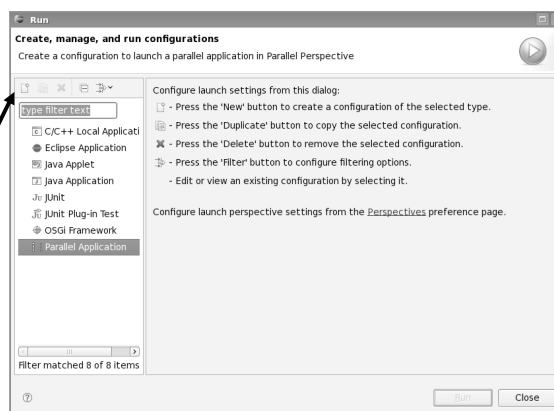 Run
Create, manage, and run configurations
Create a configuration to launch a parallel application in Parallel Perspective
type filter text
C/C++ Local Applicati
Eclipse Application
Java Applet
Java Application
JUnit
JUnit Plug-in Test
OSGi Framework
Parallel Application
Filter matched 8 of 8 items
Configure launch settings from this dialog:
- Press the 'New' button to create a configuration of the selected type.
- Press the 'Duplicate' button to copy the selected configuration.
- Press the 'Delete' button to remove the selected configuration.
- Press the 'Filter' button to configure filtering options.
- Edit or view an existing configuration by selecting it.
Configure launch perspective settings from the Perspectives preference page.
Run
Close